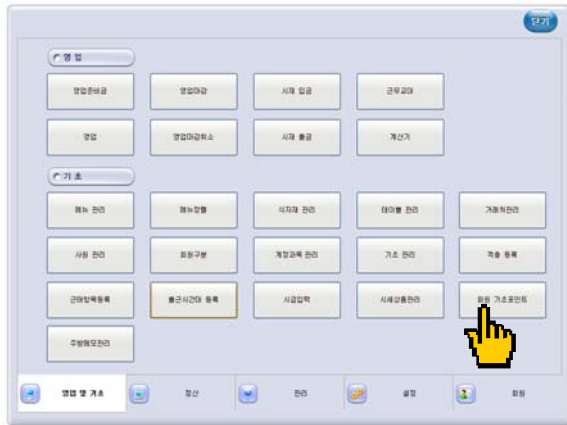 닫기
영 업
영업준비금 영업마감 시재 입금 근무교대
영업 영업마감취소 시재 출금 계산기
기 초
메뉴 관리 메뉴정렬 식자재 관리 테이블 관리 거래처관리
사원 관리 회원구분 계정과목 관리 기초 관리 적층 등록
근태항목등록 출근시간대 등록 시급입력 시세상품관리 회원 기초포인트
주방메모관리
영업 및 기초 정산 관리 설정 회원